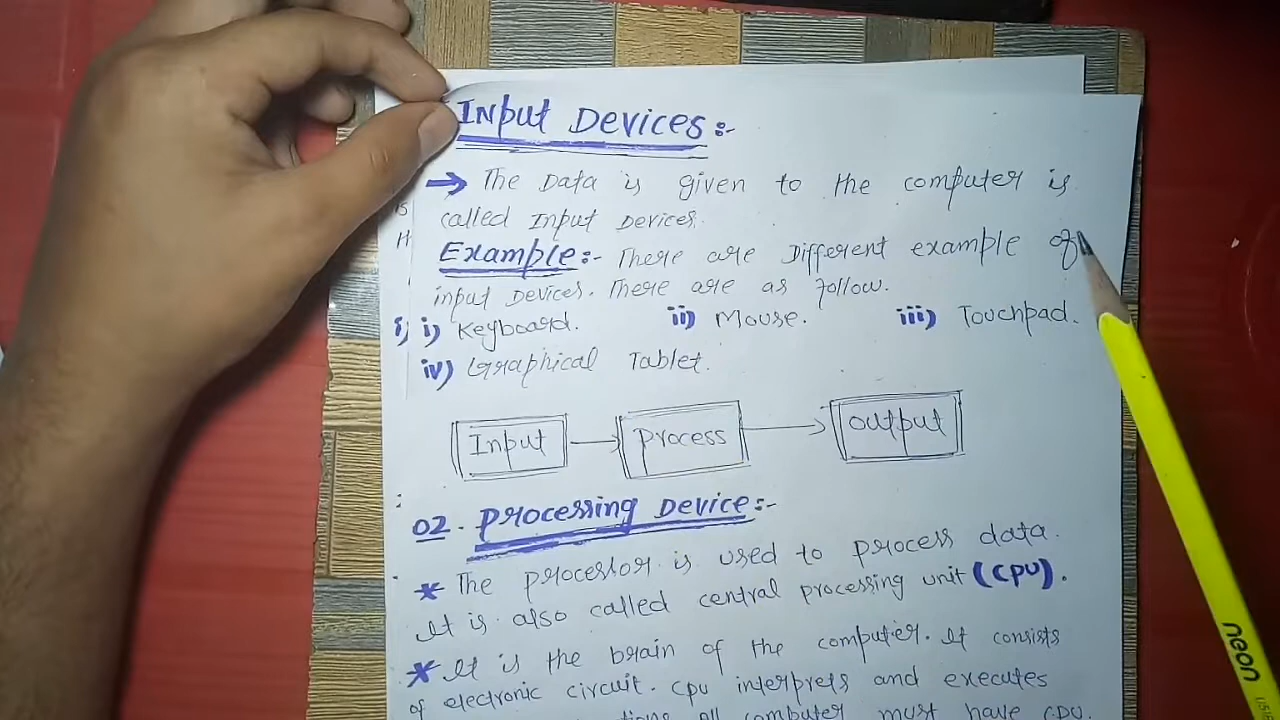 Input Devices:-
→ The Data is given to the computer is
called Input Devices.
Example:- There are Different example of
input Devices. There are as follow.
i) Keyboard. ii) Mouse. iii) Touchpad.
iv) Graphical Tablet.
Input → Process → Output
02. Processing Device:-
* The processor is used to process data.
It is also called central processing unit (CPU).
* It is the brain of the computer. It consists
of electronic circuit. CPU interprets and executes
all computer must have CPU.
neon